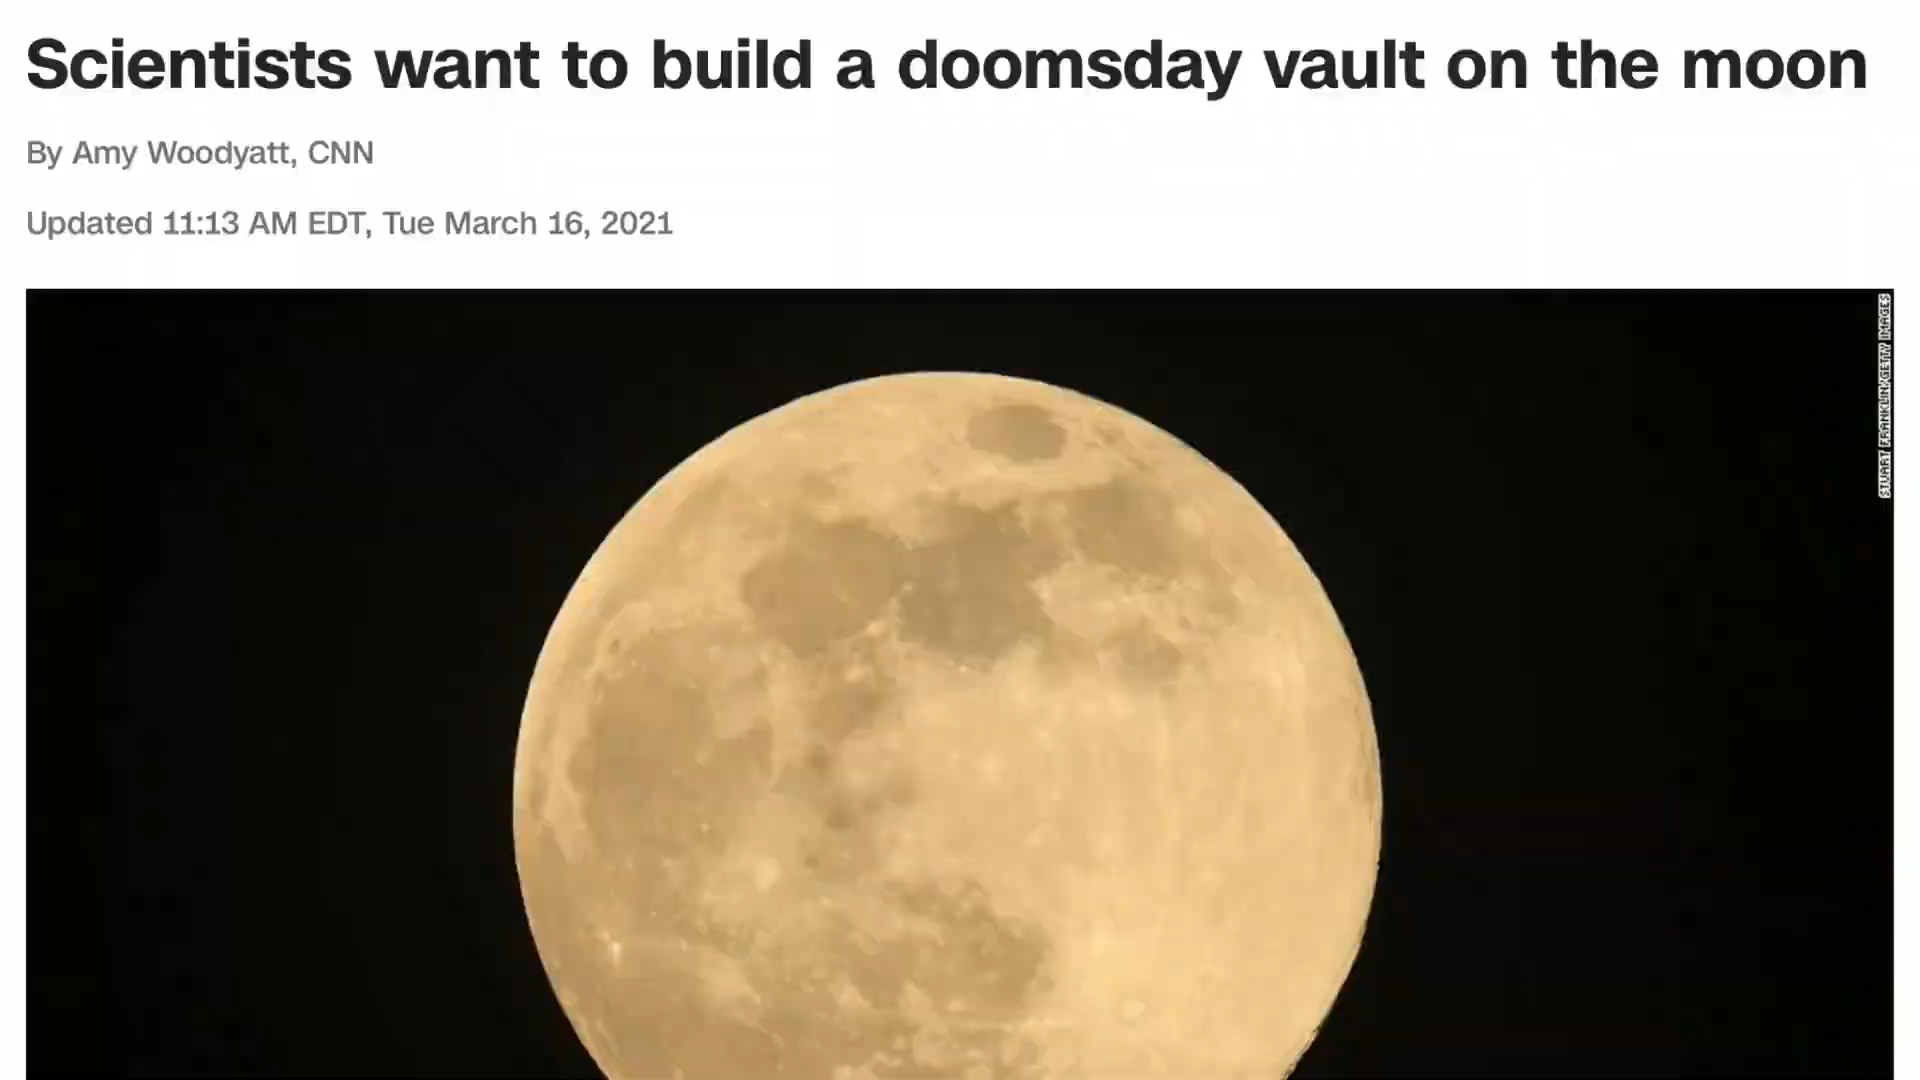 Scientists want to build a doomsday vault on the moon
By Amy Woodyatt, CNN
Updated 11:13 AM EDT, Tue March 16, 2021
STUART FRANKLIN/GETTY IMAGES